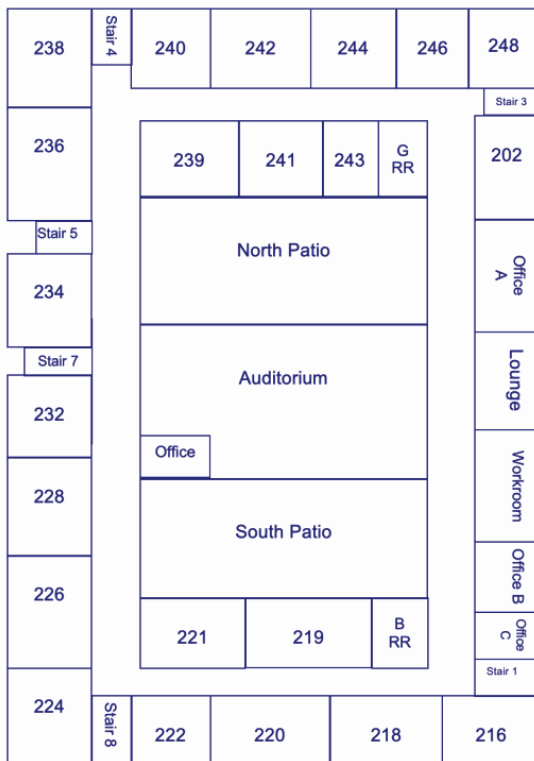 238
Stair 4
240
242
244
246
248
Stair 3
236
239
241
243
G
RR
202
Stair 5
North Patio
Office
A
234
Stair 7
Auditorium
Lounge
232
Office
Workroom
228
South Patio
226
Office B
221
219
B
RR
Office
C
Stair 1
224
Stair 8
222
220
218
216